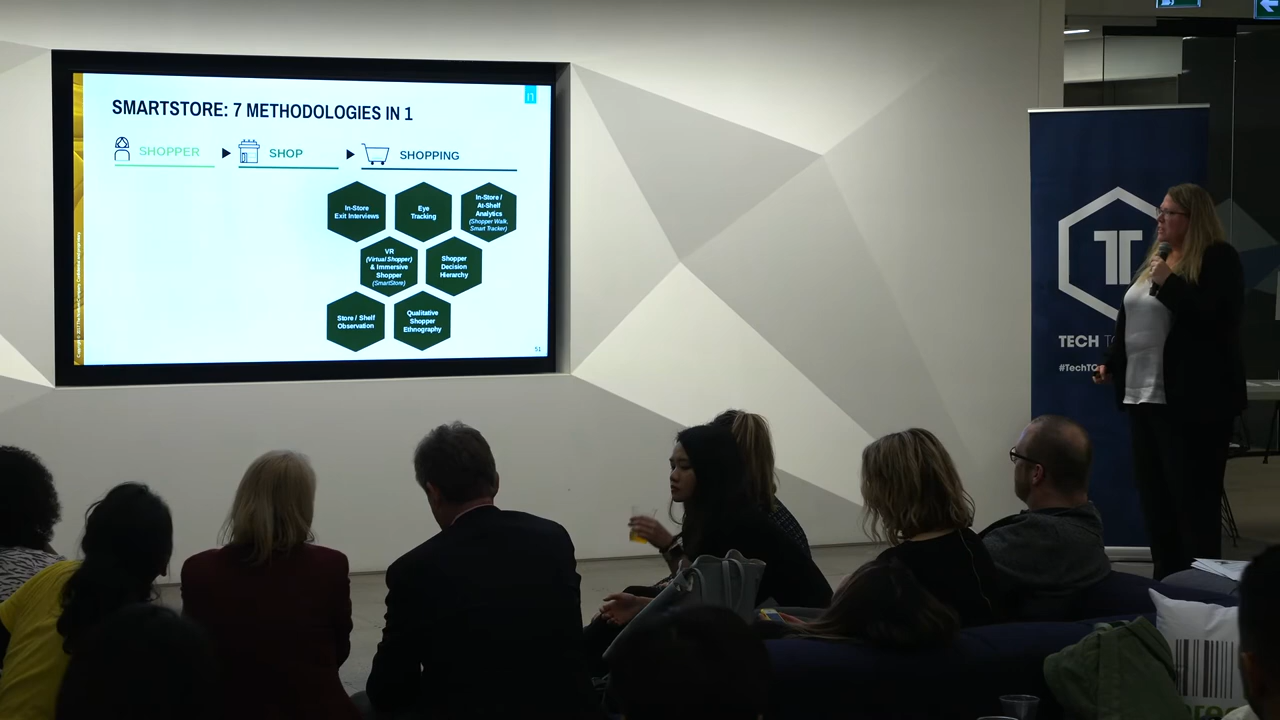 n
SMARTSTORE: 7 METHODOLOGIES IN 1
SHOPPER
SHOP
SHOPPING
In-Store
Exit Interviews
Eye
Tracking
In-Store /
At-Shelf
Analytics
(Shopper Walk,
Smart Tracker)
VR
(Virtual Shopper)
& Immersive
Shopper
(SmartStore)
Shopper
Decision
Hierarchy
Store / Shelf
Observation
Qualitative
Shopper
Ethnography
51
TT
TECH
#TechT